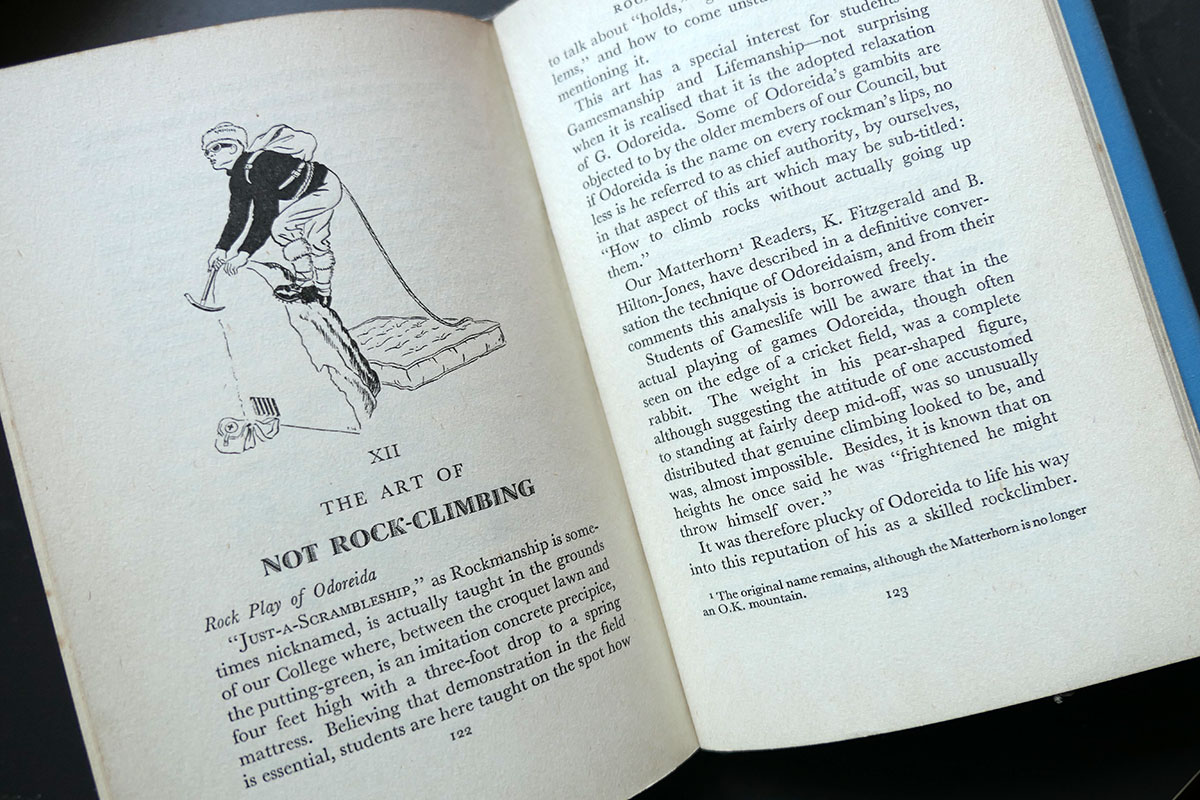 XII
THE ART OF
NOT ROCK-CLIMBING
Rock Play of Odoreida
"JUST-A-SCRAMBLESHIP," as Rockmanship is some-
times nicknamed, is actually taught in the grounds
of our College where, between the croquet lawn and
the putting-green, is an imitation concrete precipice,
four feet high with a three-foot drop to a spring
mattress. Believing that demonstration in the field
is essential, students are here taught on the spot how
122
to talk about "holds,"
lems," and how to come
mentioning it.
This art has a special interest for students
Gamesmanship and Lifemanship—not surprising
when it is realised that it is the adopted relaxation
of G. Odoreida. Some of Odoreida's gambits are
objected to by the older members of our Council, but
if Odoreida is the name on every rockman's lips, no
less is he referred to as chief authority, by ourselves,
in that aspect of this art which may be sub-titled:
"How to climb rocks without actually going up
them."
Our Matterhorn¹ Readers, K. Fitzgerald and B.
Hilton-Jones, have described in a definitive conver-
sation the technique of Odoreidaism, and from their
comments this analysis is borrowed freely.
Students of Gameslife will be aware that in the
actual playing of games Odoreida, though often
seen on the edge of a cricket field, was a complete
rabbit. The weight in his pear-shaped figure,
although suggesting the attitude of one accustomed
to standing at fairly deep mid-off, was so unusually
distributed that genuine climbing looked to be, and
was, almost impossible. Besides, it is known that on
heights he once said he was "frightened he might
throw himself over."
It was therefore plucky of Odoreida to life his way
into this reputation of his as a skilled rockclimber.
¹ The original name remains, although the Matterhorn is no longer
an O.K. mountain.
123